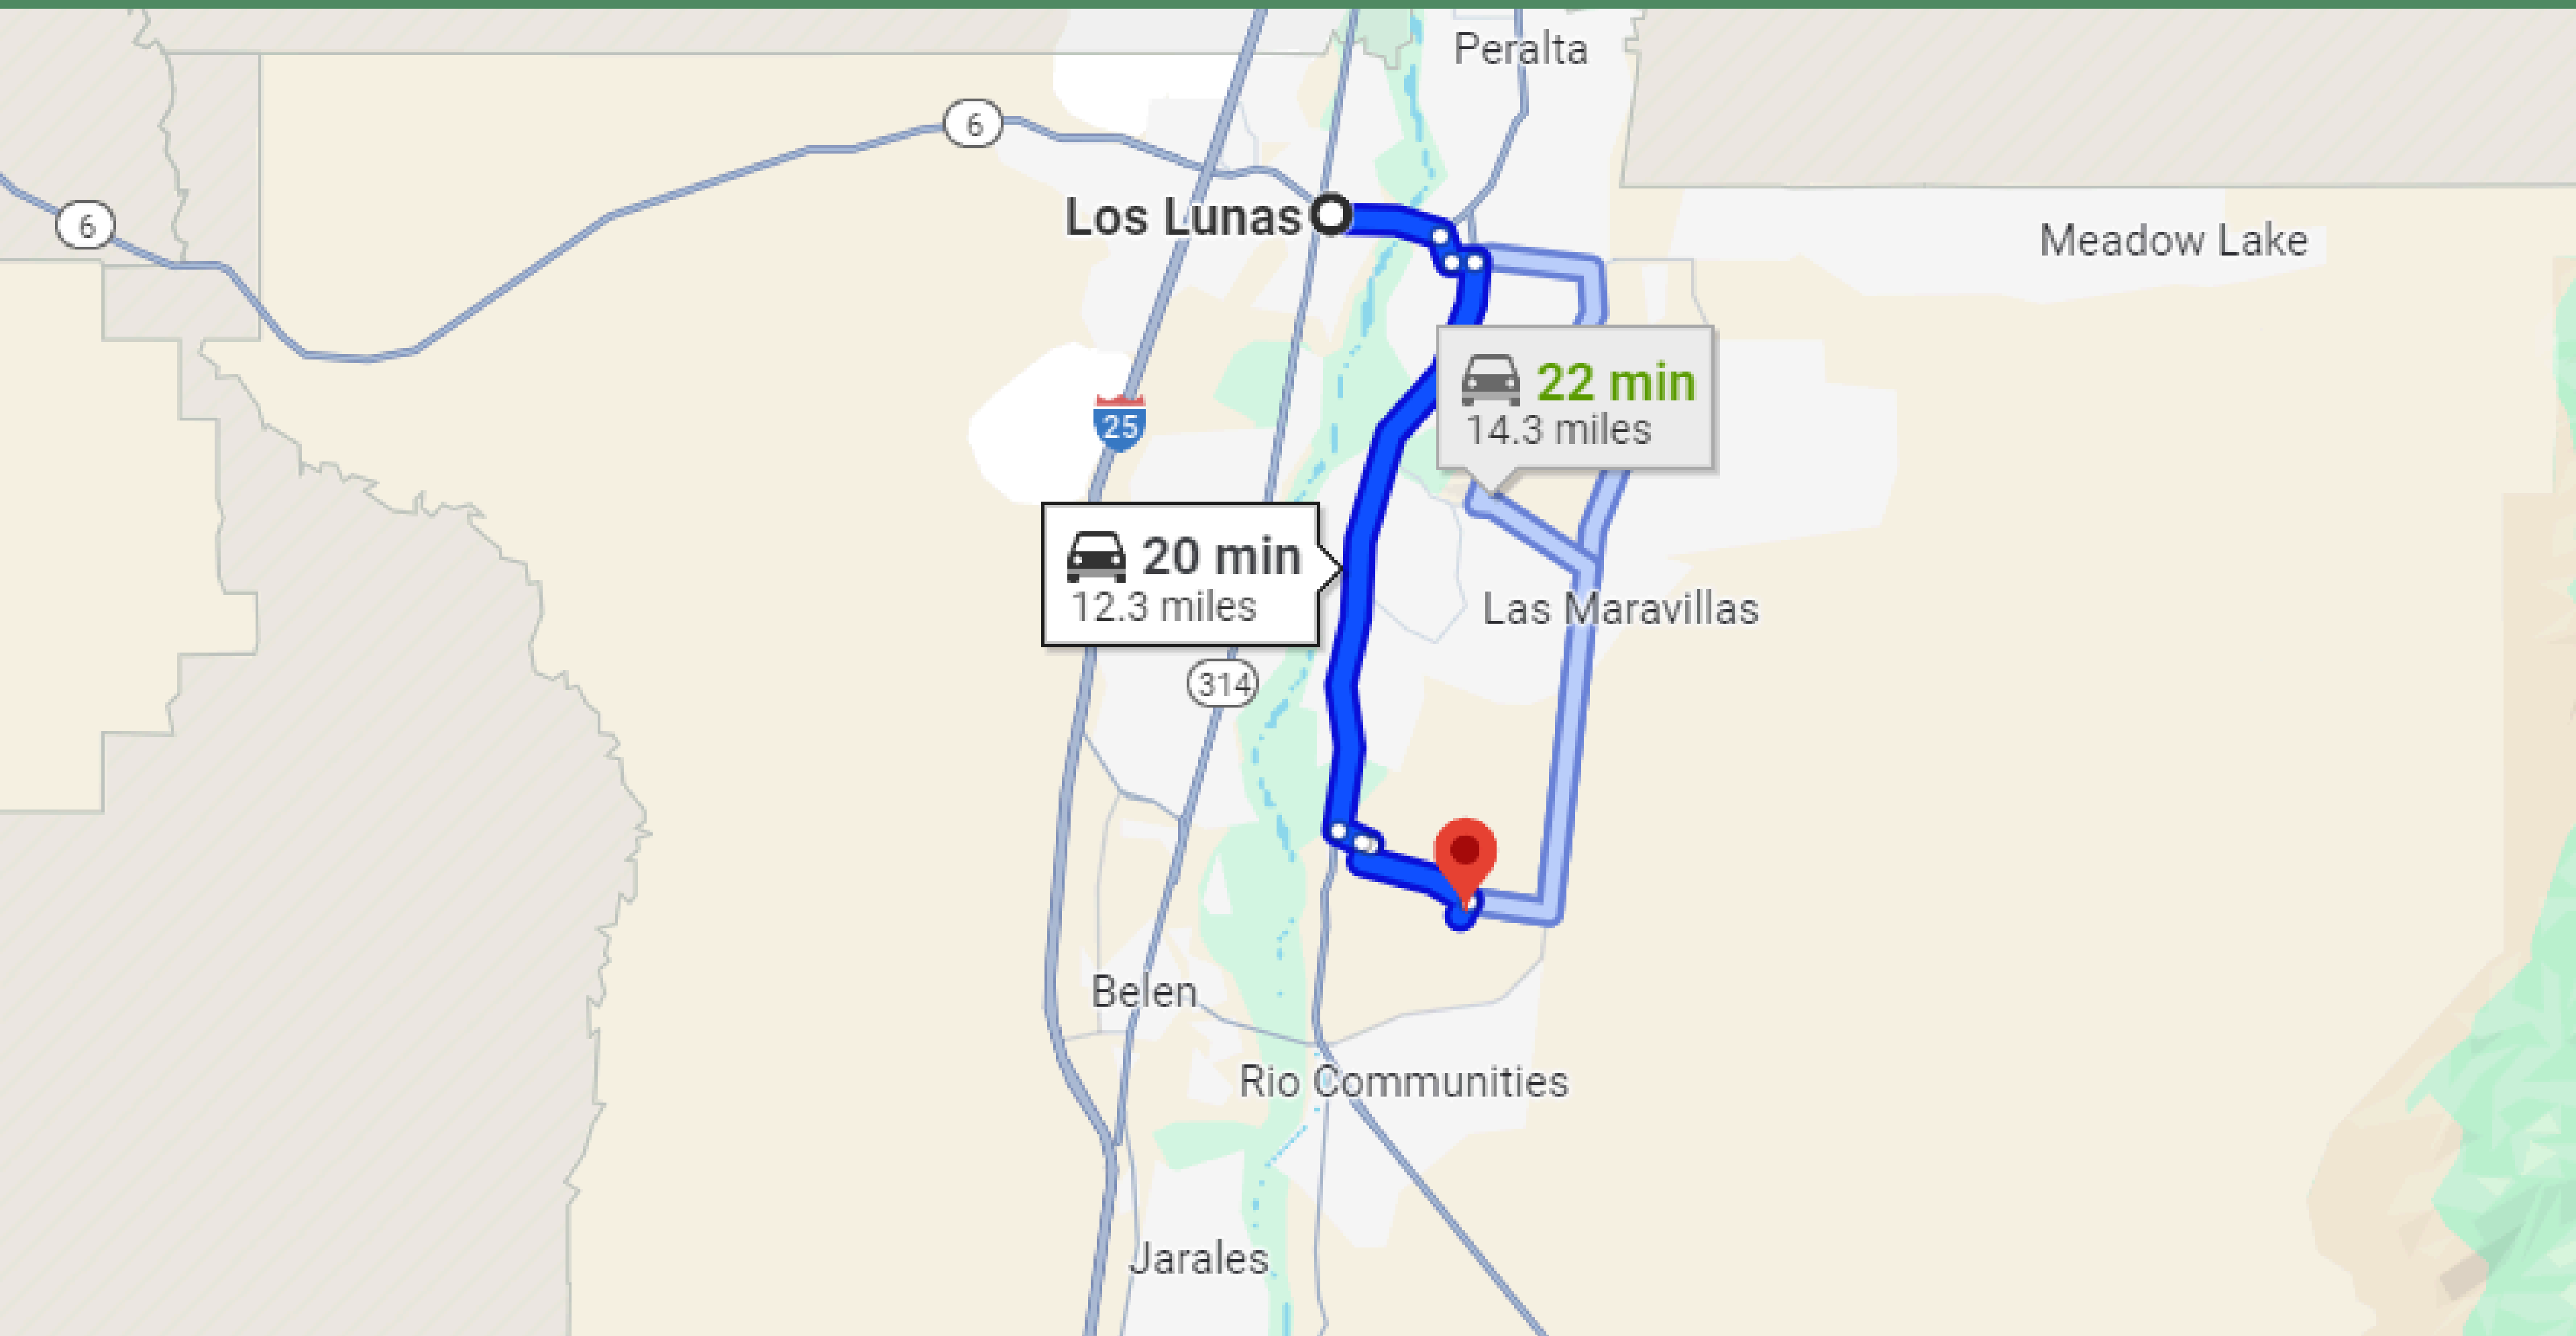 Peralta
6
Los Lunas
6
Meadow Lake
22 min
14.3 miles
25
20 min
12.3 miles
Las Maravillas
314
Belen
Rio Communities
Jarales